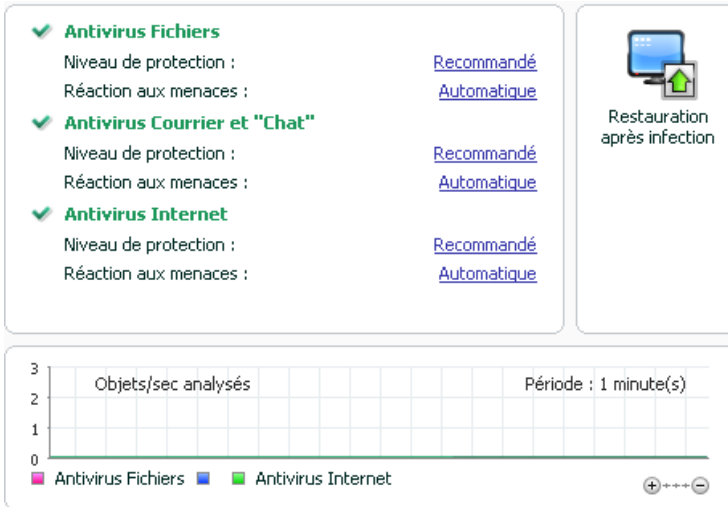 Antivirus Fichiers
Niveau de protection : Recommandé
Réaction aux menaces : Automatique
Antivirus Courrier et "Chat"
Niveau de protection : Recommandé
Réaction aux menaces : Automatique
Antivirus Internet
Niveau de protection : Recommandé
Réaction aux menaces : Automatique
Restauration
après infection
3
Objets/sec analysés Période : 1 minute(s)
2
1
0
Antivirus Fichiers Antivirus Internet